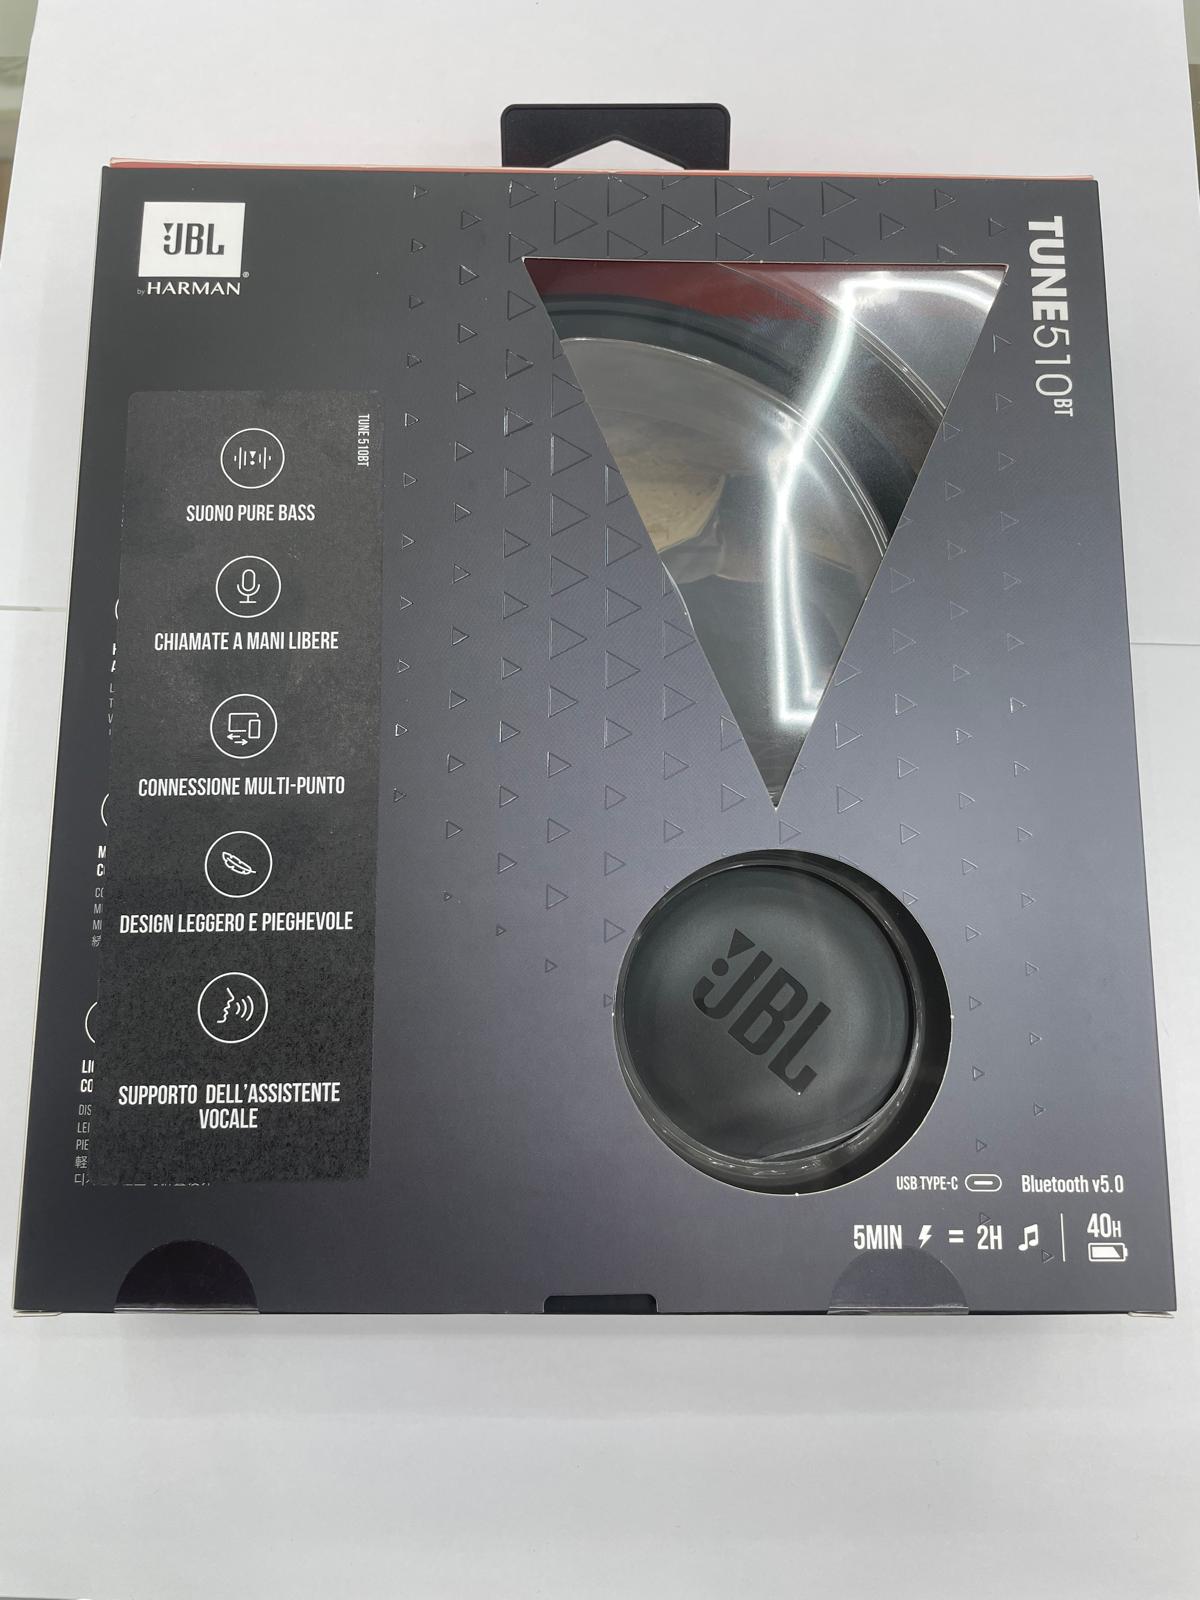 JBL
by HARMAN
TUNE510BT
TUNE 510BT
SUONO PURE BASS
CHIAMATE A MANI LIBERE
CONNESSIONE MULTI-PUNTO
DESIGN LEGGERO E PIEGHEVOLE
SUPPORTO DELL'ASSISTENTE
VOCALE
JBL
USB TYPE-C Bluetooth v5.0
5MIN = 2H 40H